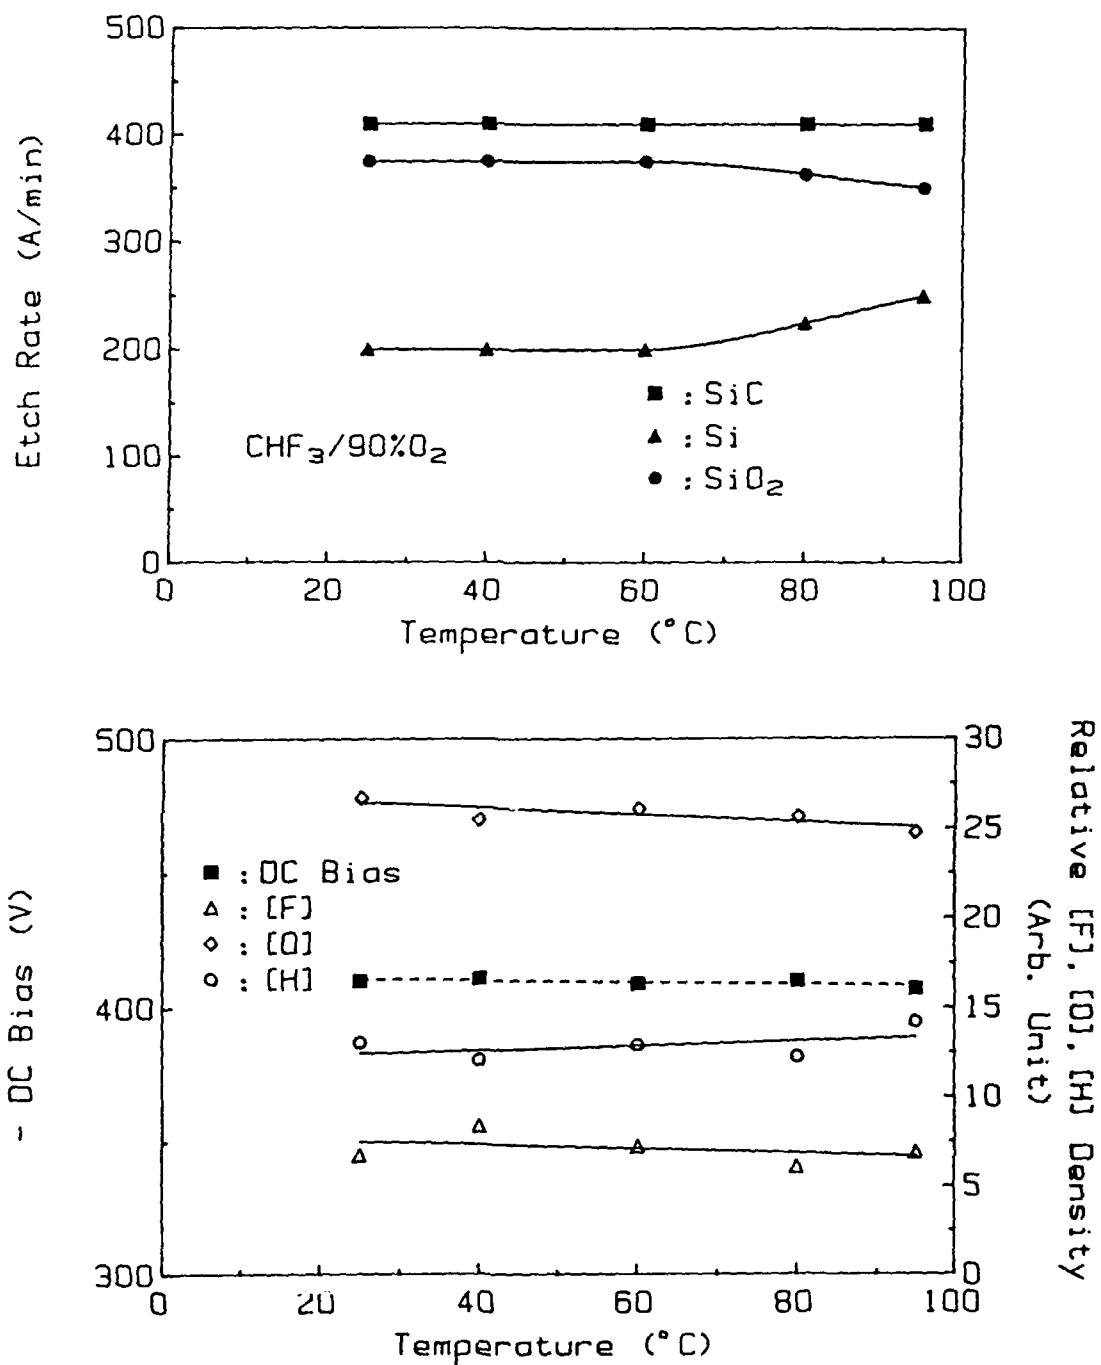 500
400
300
200
100
0
Etch Rate (A/min)
CHF₃/90%O₂
■ : SiC
▲ : Si
● : SiO₂
0 20 40 60 80 100
Temperature (°C)
500
400
300
- DC Bias (V)
■ : DC Bias
△ : [F]
◇ : [O]
○ : [H]
30
25
20
15
10
5
0
Relative [F], [O], [H] Density
(Arb. Unit)
0 20 40 60 80 100
Temperature (°C)